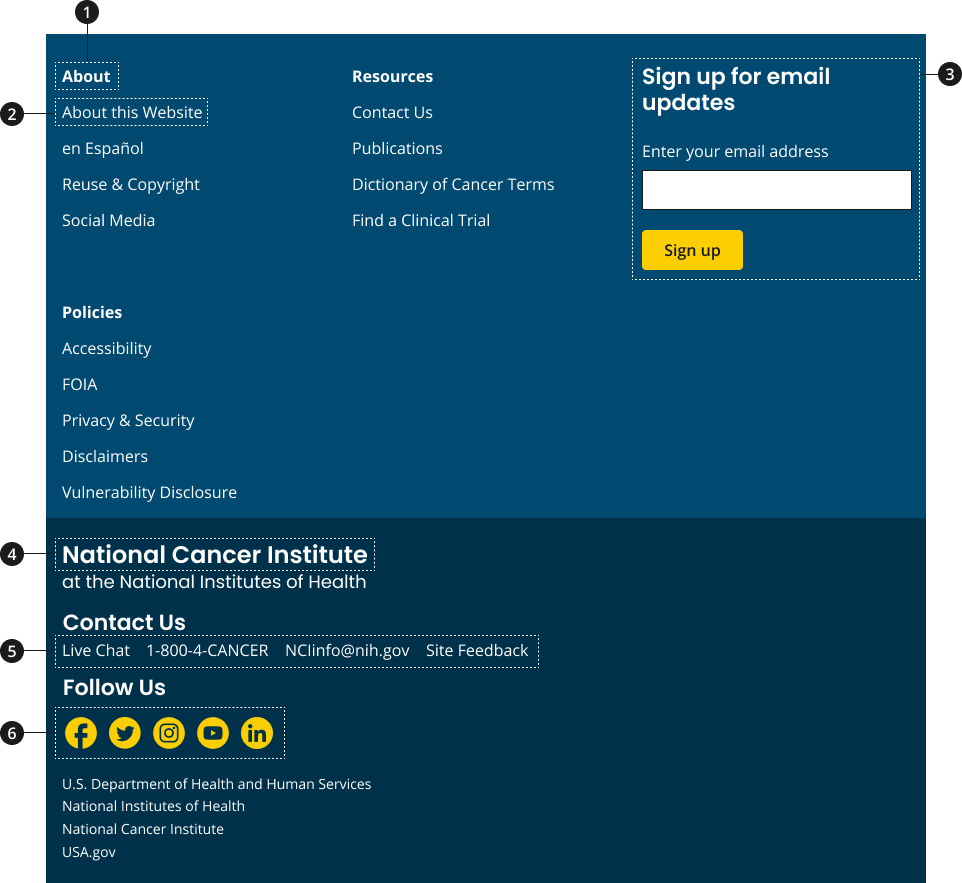 1
About
2
About this Website
en Español
Reuse & Copyright
Social Media
Resources
Contact Us
Publications
Dictionary of Cancer Terms
Find a Clinical Trial
3
Sign up for email
updates
Enter your email address
Sign up
Policies
Accessibility
FOIA
Privacy & Security
Disclaimers
Vulnerability Disclosure
4
National Cancer Institute
at the National Institutes of Health
Contact Us
5
Live Chat 1-800-4-CANCER NCIinfo@nih.gov Site Feedback
Follow Us
6
U.S. Department of Health and Human Services
National Institutes of Health
National Cancer Institute
USA.gov